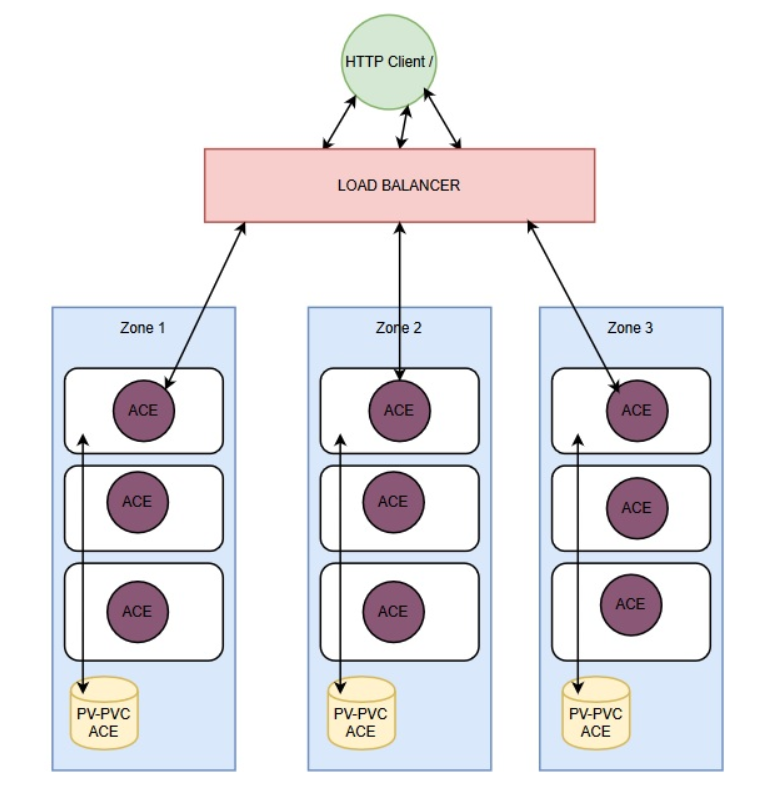 HTTP Client /
LOAD BALANCER
Zone 1
Zone 2
Zone 3
ACE
ACE
ACE
ACE
ACE
ACE
ACE
ACE
ACE
PV-PVC
ACE
PV-PVC
ACE
PV-PVC
ACE